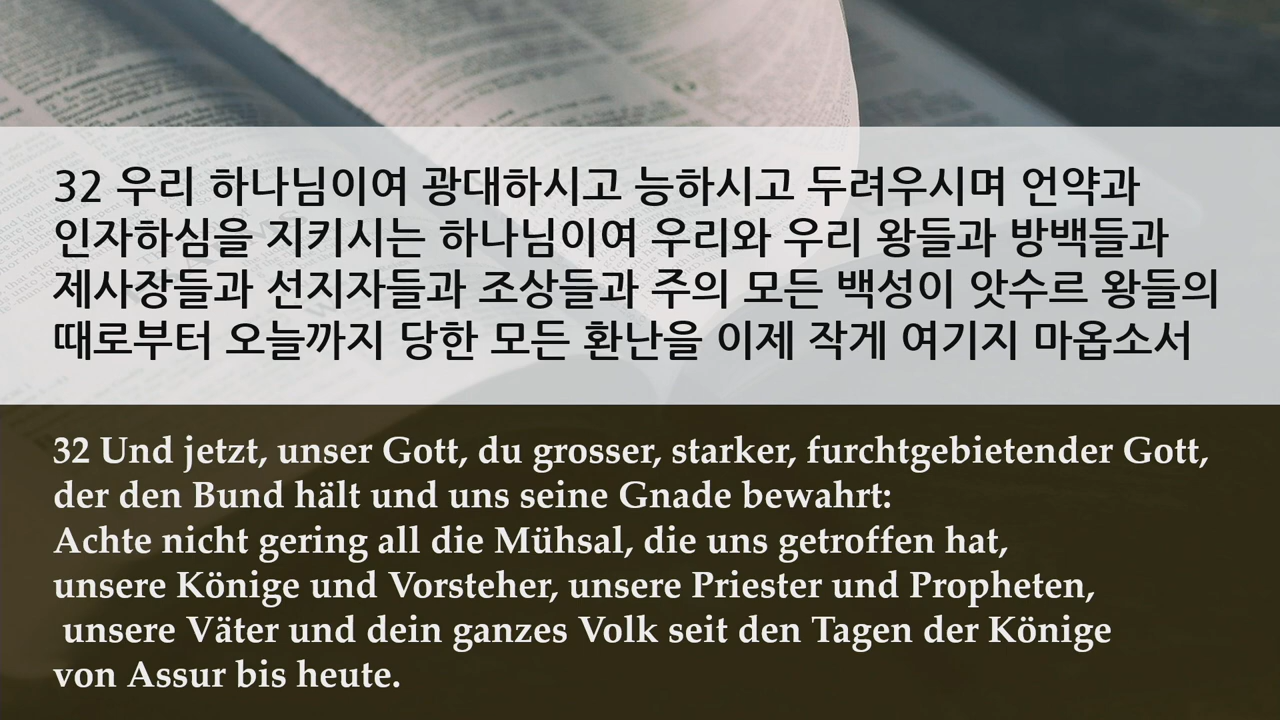 32 우리 하나님이여 광대하시고 능하시고 두려우시며 언약과
인자하심을 지키시는 하나님이여 우리와 우리 왕들과 방백들과
제사장들과 선지자들과 조상들과 주의 모든 백성이 앗수르 왕들의
때로부터 오늘까지 당한 모든 환난을 이제 작게 여기지 마옵소서
32 Und jetzt, unser Gott, du grosser, starker, furchtgebietender Gott,
der den Bund hält und uns seine Gnade bewahrt:
Achte nicht gering all die Mühsal, die uns getroffen hat,
unsere Könige und Vorsteher, unsere Priester und Propheten,
unsere Väter und dein ganzes Volk seit den Tagen der Könige
von Assur bis heute.